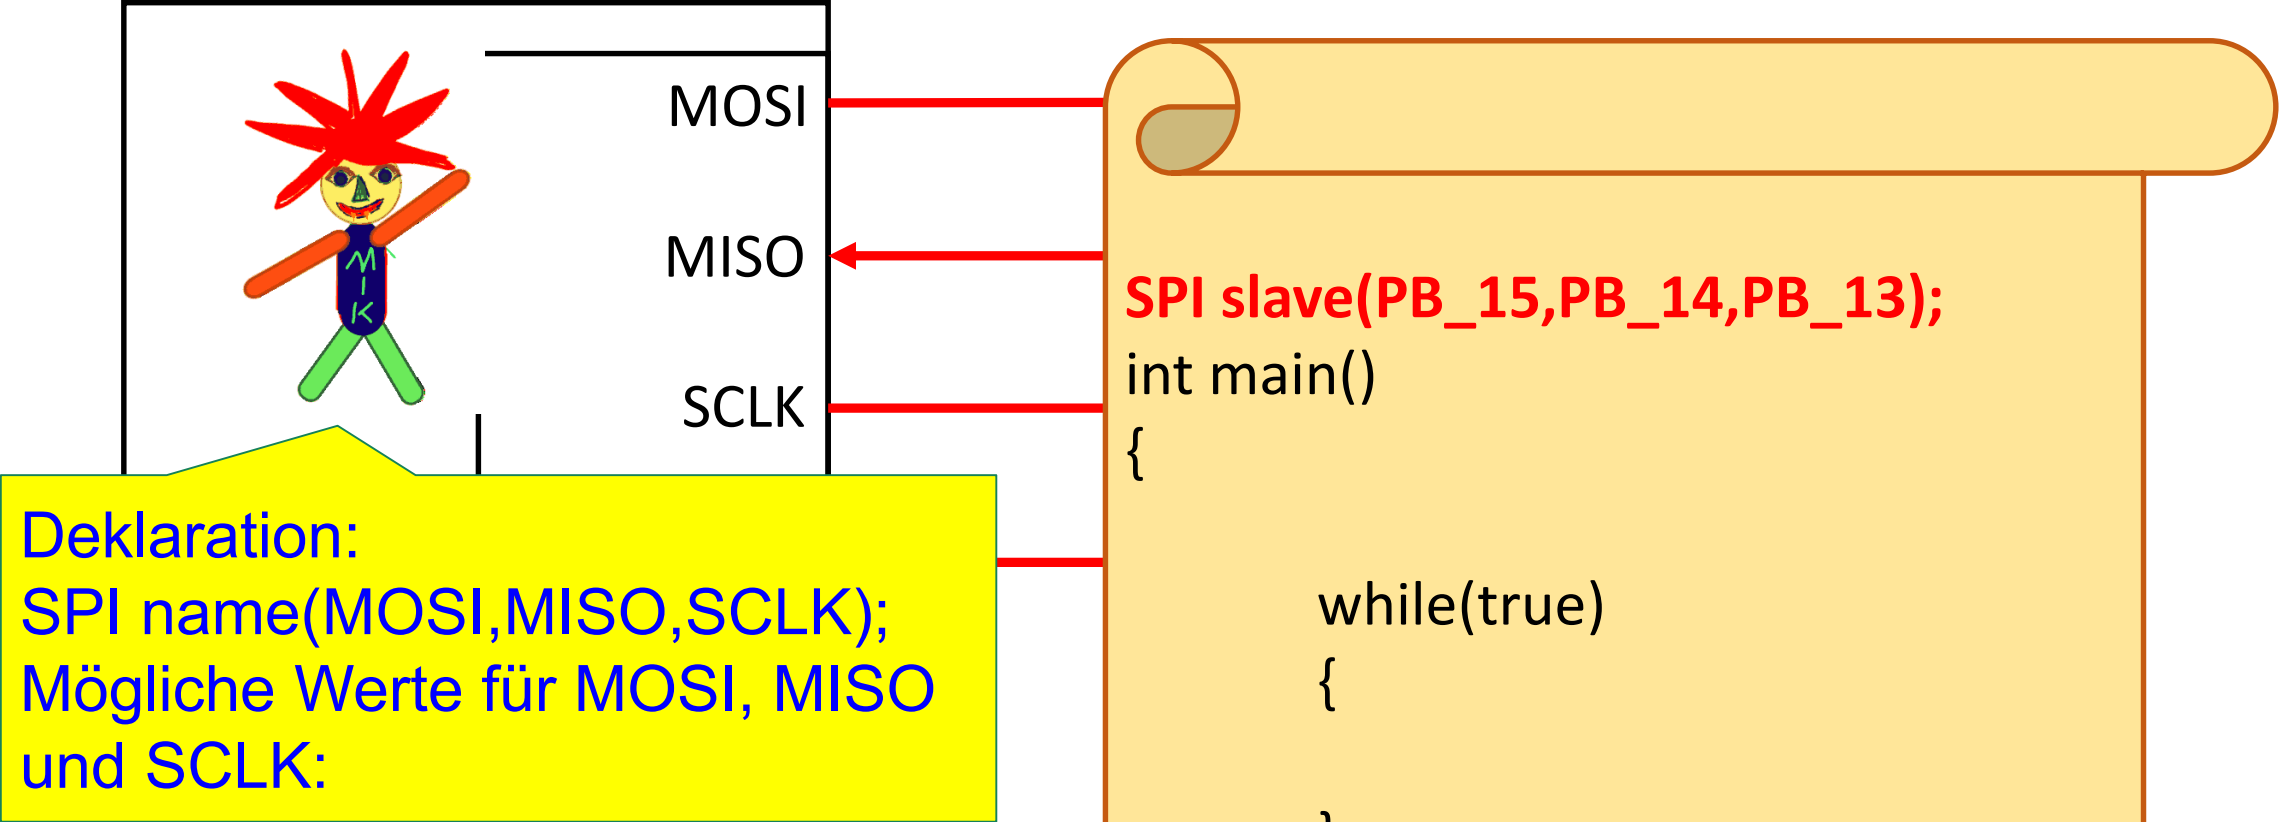 MOSI
MISO
SCLK
MIK
Deklaration:
SPI name(MOSI,MISO,SCLK);
Mögliche Werte für MOSI, MISO
und SCLK:
SPI slave(PB_15,PB_14,PB_13);
int main()
{
while(true)
{
}